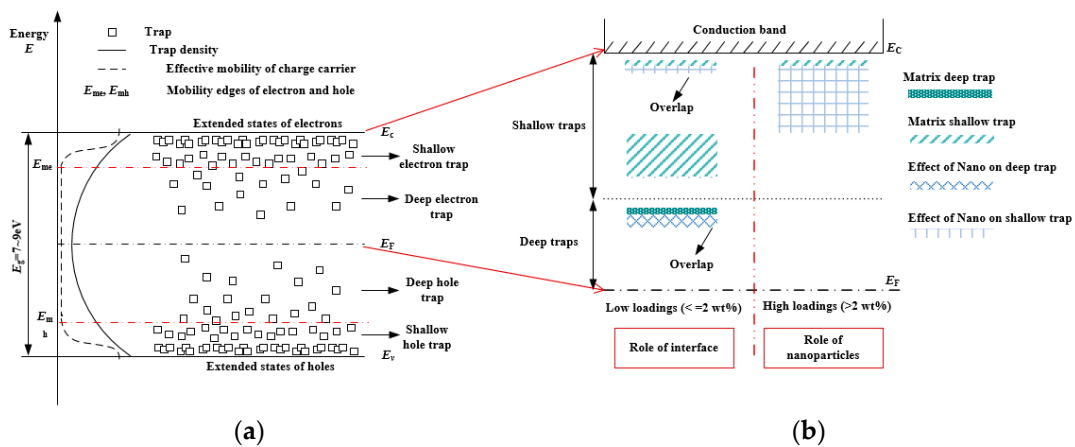 Energy
E
Trap
Trap density
Effective mobility of charge carrier
Eme, Emh
Mobility edges of electron and hole
Extended states of electrons
Ec
Eme
Shallow
electron trap
Deep electron
trap
Eg=7~9eV
EF
Deep hole
trap
Em
h
Shallow
hole trap
Ev
Extended states of holes
(a)
Conduction band
EC
Overlap
Shallow traps
Deep traps
Overlap
EF
Low loadings (< =2 wt%)
High loadings (>2 wt%)
Role of interface
Role of
nanoparticles
Matrix deep trap
Matrix shallow trap
Effect of Nano on deep trap
Effect of Nano on shallow trap
(b)